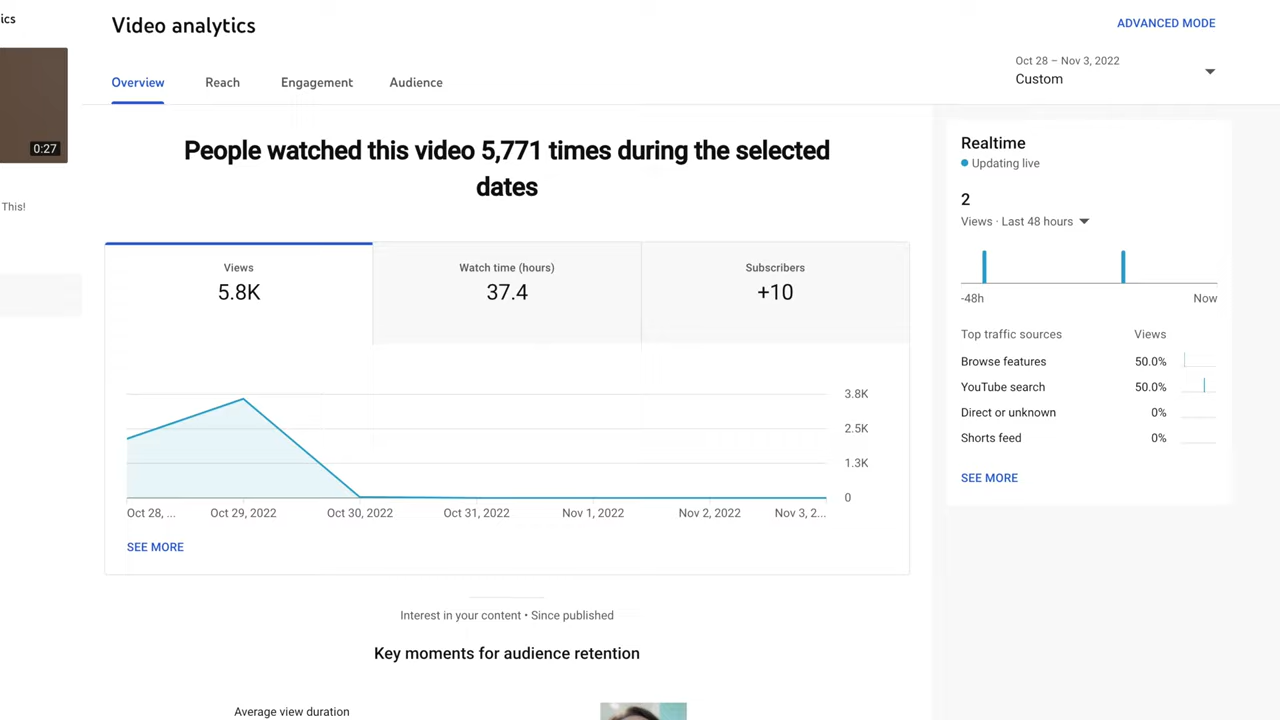 ics
Video analytics
ADVANCED MODE
Overview
Reach
Engagement
Audience
Oct 28 – Nov 3, 2022
Custom
0:27
This!
People watched this video 5,771 times during the selected
dates
Views
5.8K
Watch time (hours)
37.4
Subscribers
+10
3.8K
2.5K
1.3K
0
Oct 28, ...
Oct 29, 2022
Oct 30, 2022
Oct 31, 2022
Nov 1, 2022
Nov 2, 2022
Nov 3, 2...
SEE MORE
Interest in your content • Since published
Key moments for audience retention
Average view duration
Realtime
Updating live
2
Views · Last 48 hours
-48h
Now
Top traffic sources
Views
Browse features 50.0%
YouTube search 50.0%
Direct or unknown 0%
Shorts feed 0%
SEE MORE